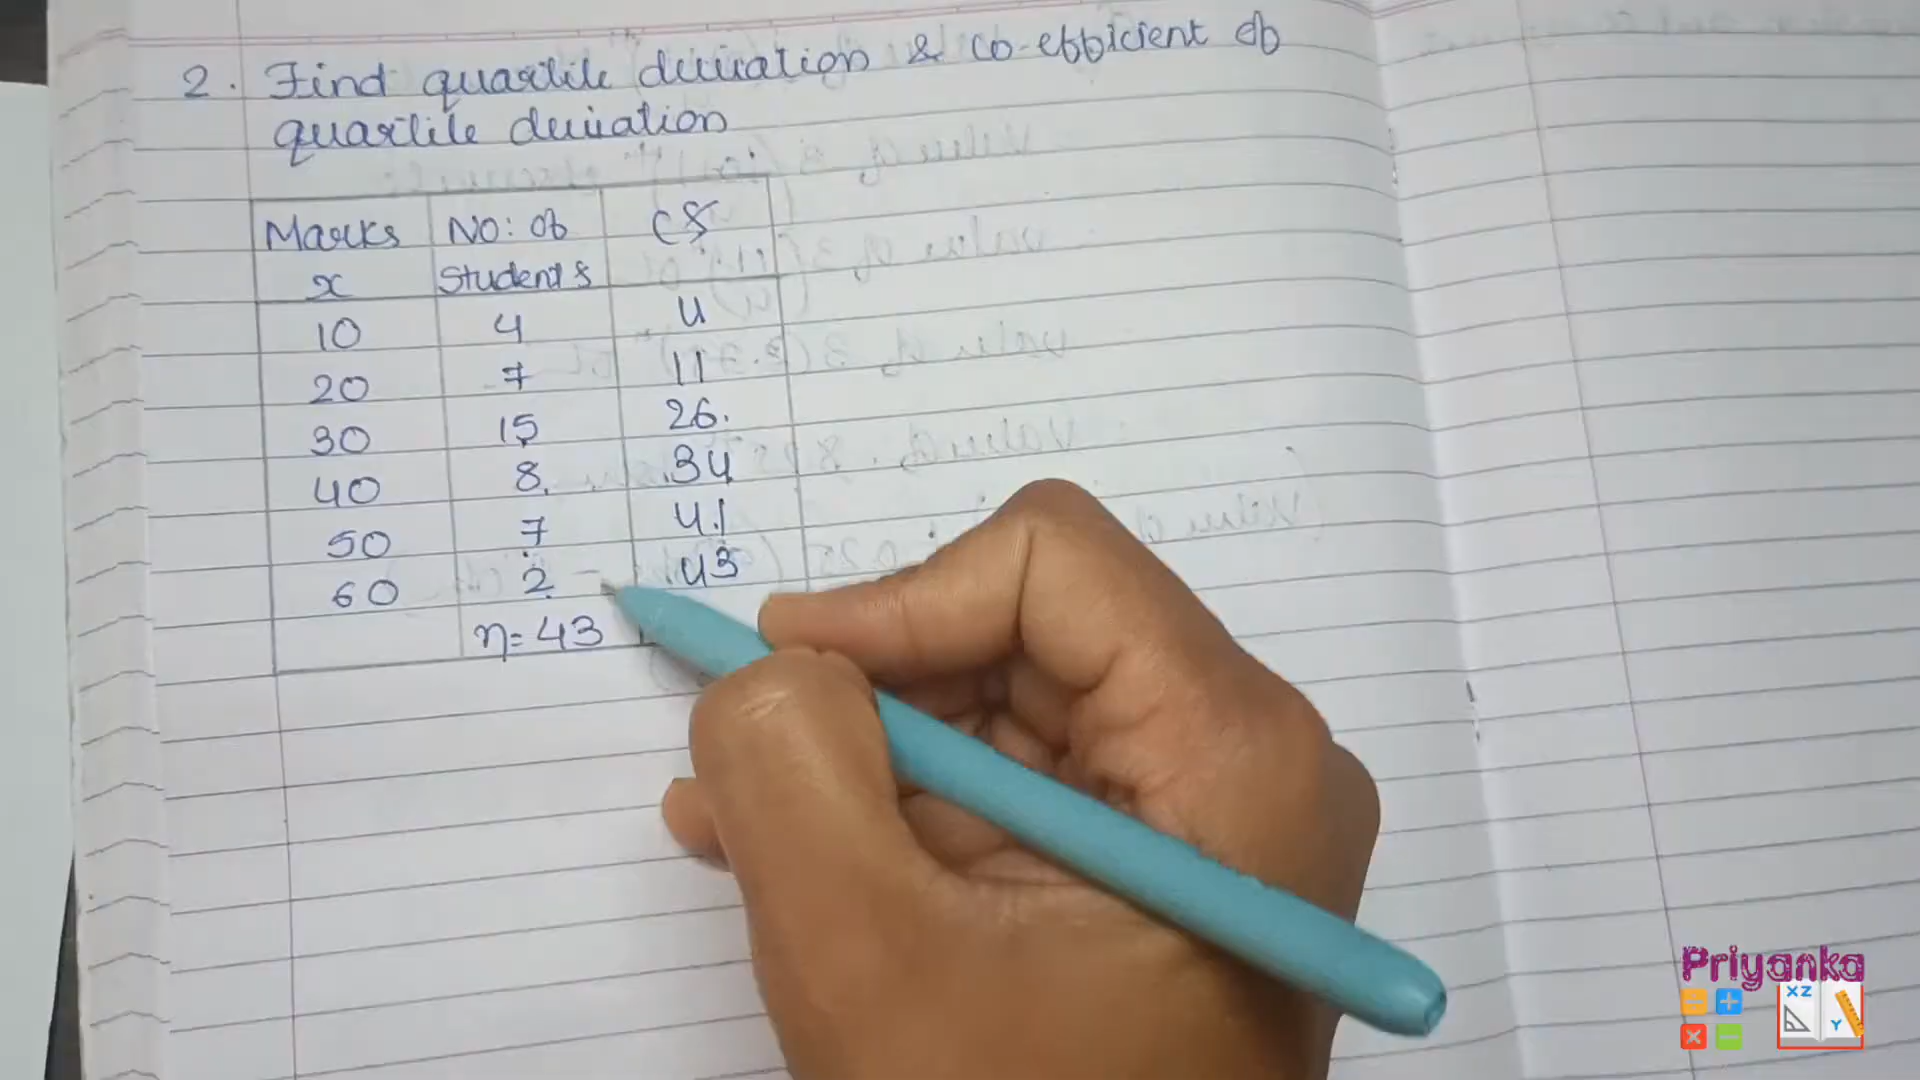 2. Find quartile deviation & co-efficient of
quartile deviation
Marks x | No: of Students | cf
10 | 4 | 4
20 | 7 | 11
30 | 15 | 26.
40 | 8. | 34
50 | 7 | 41
60 | 2 | 43
n = 43
Priyanka
XZ
Y